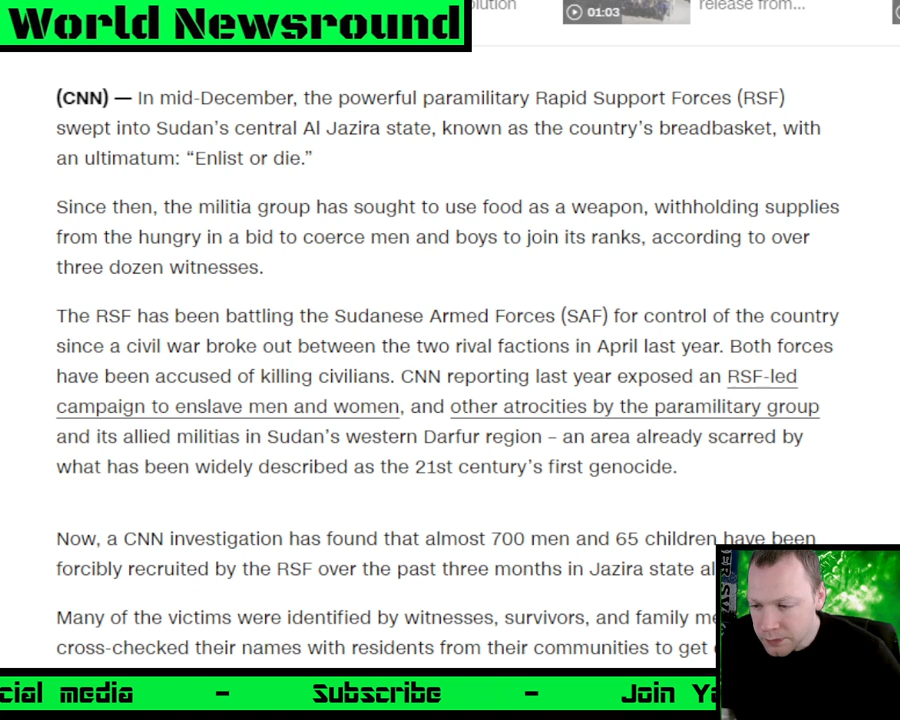 World Newsround
release from...
01:03
(CNN) — In mid-December, the powerful paramilitary Rapid Support Forces (RSF)
swept into Sudan's central Al Jazira state, known as the country's breadbasket, with
an ultimatum: “Enlist or die.”
Since then, the militia group has sought to use food as a weapon, withholding supplies
from the hungry in a bid to coerce men and boys to join its ranks, according to over
three dozen witnesses.
The RSF has been battling the Sudanese Armed Forces (SAF) for control of the country
since a civil war broke out between the two rival factions in April last year. Both forces
have been accused of killing civilians. CNN reporting last year exposed an RSF-led
campaign to enslave men and women, and other atrocities by the paramilitary group
and its allied militias in Sudan's western Darfur region – an area already scarred by
what has been widely described as the 21st century's first genocide.
Now, a CNN investigation has found that almost 700 men and 65 children have been
forcibly recruited by the RSF over the past three months in Jazira state
Many of the victims were identified by witnesses, survivors, and family
cross-checked their names with residents from their communities to get
media - Subscribe - Join